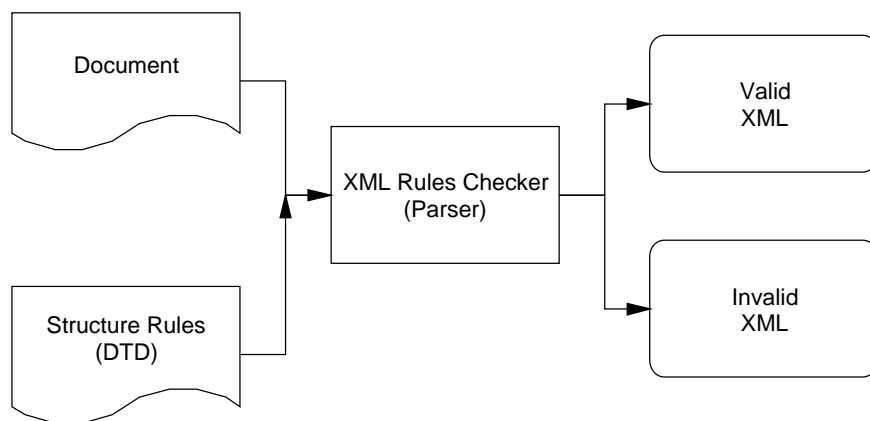 Document
Structure Rules
(DTD)
XML Rules Checker
(Parser)
Valid
XML
Invalid
XML